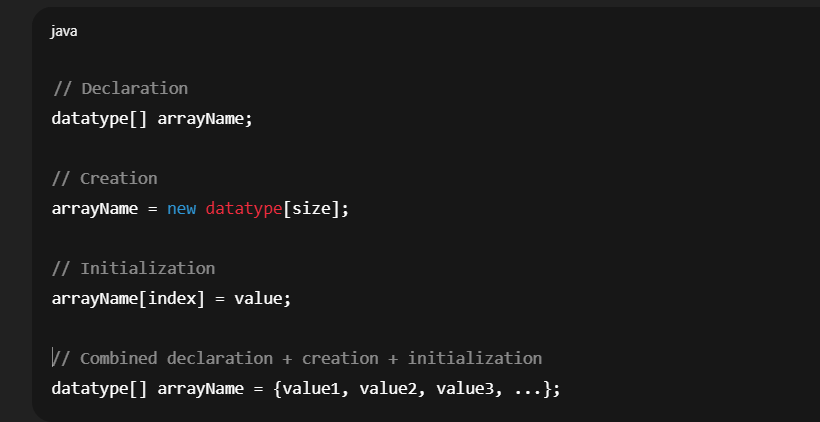 java
// Declaration
datatype[] arrayName;
// Creation
arrayName = new datatype[size];
// Initialization
arrayName[index] = value;
// Combined declaration + creation + initialization
datatype[] arrayName = {value1, value2, value3, ...};